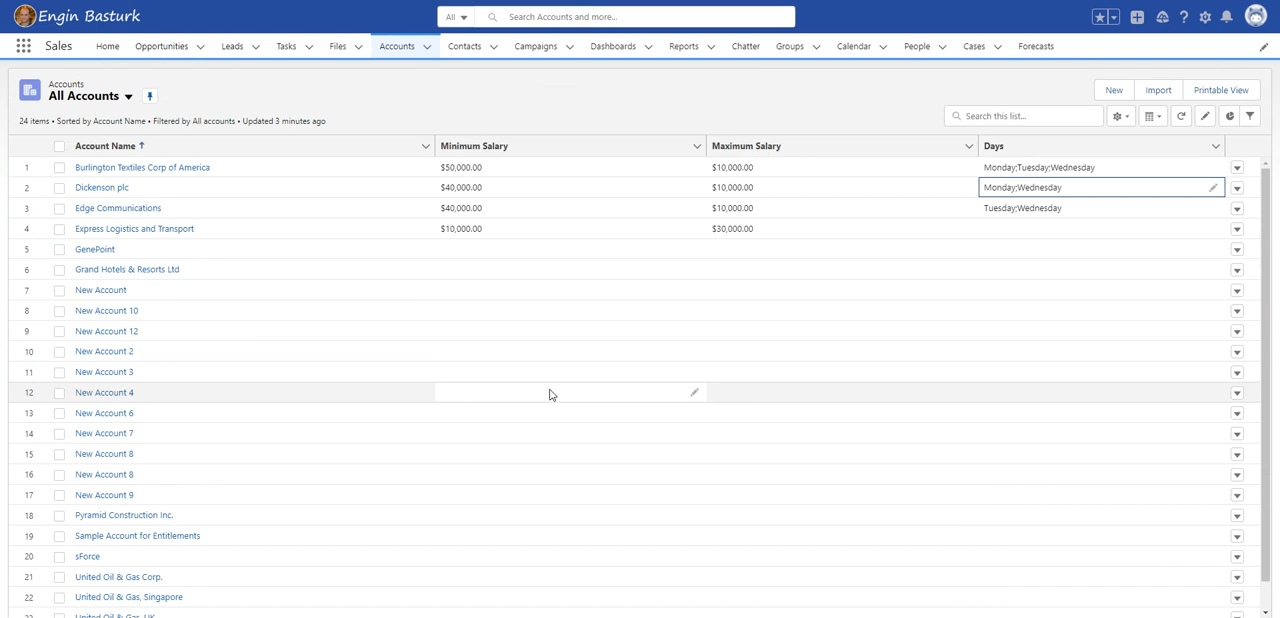 Engin Basturk
All
Search Accounts and more...
Sales
Home Opportunities Leads Tasks Files Accounts Contacts Campaigns Dashboards Reports Chatter Groups Calendar People Cases Forecasts
Accounts
All Accounts
New Import Printable View
24 items • Sorted by Account Name • Filtered by All accounts • Updated 3 minutes ago
Search this list...
Account Name ↑ Minimum Salary Maximum Salary Days
1 Burlington Textiles Corp of America $50,000.00 $10,000.00 Monday;Tuesday;Wednesday
2 Dickenson plc $40,000.00 $10,000.00 Monday;Wednesday
3 Edge Communications $40,000.00 $10,000.00 Tuesday;Wednesday
4 Express Logistics and Transport $10,000.00 $30,000.00
5 GenePoint
6 Grand Hotels & Resorts Ltd
7 New Account
8 New Account 10
9 New Account 12
10 New Account 2
11 New Account 3
12 New Account 4
13 New Account 6
14 New Account 7
15 New Account 8
16 New Account 8
17 New Account 9
18 Pyramid Construction Inc.
19 Sample Account for Entitlements
20 sForce
21 United Oil & Gas Corp.
22 United Oil & Gas, Singapore
23 United Oil & Gas, UK